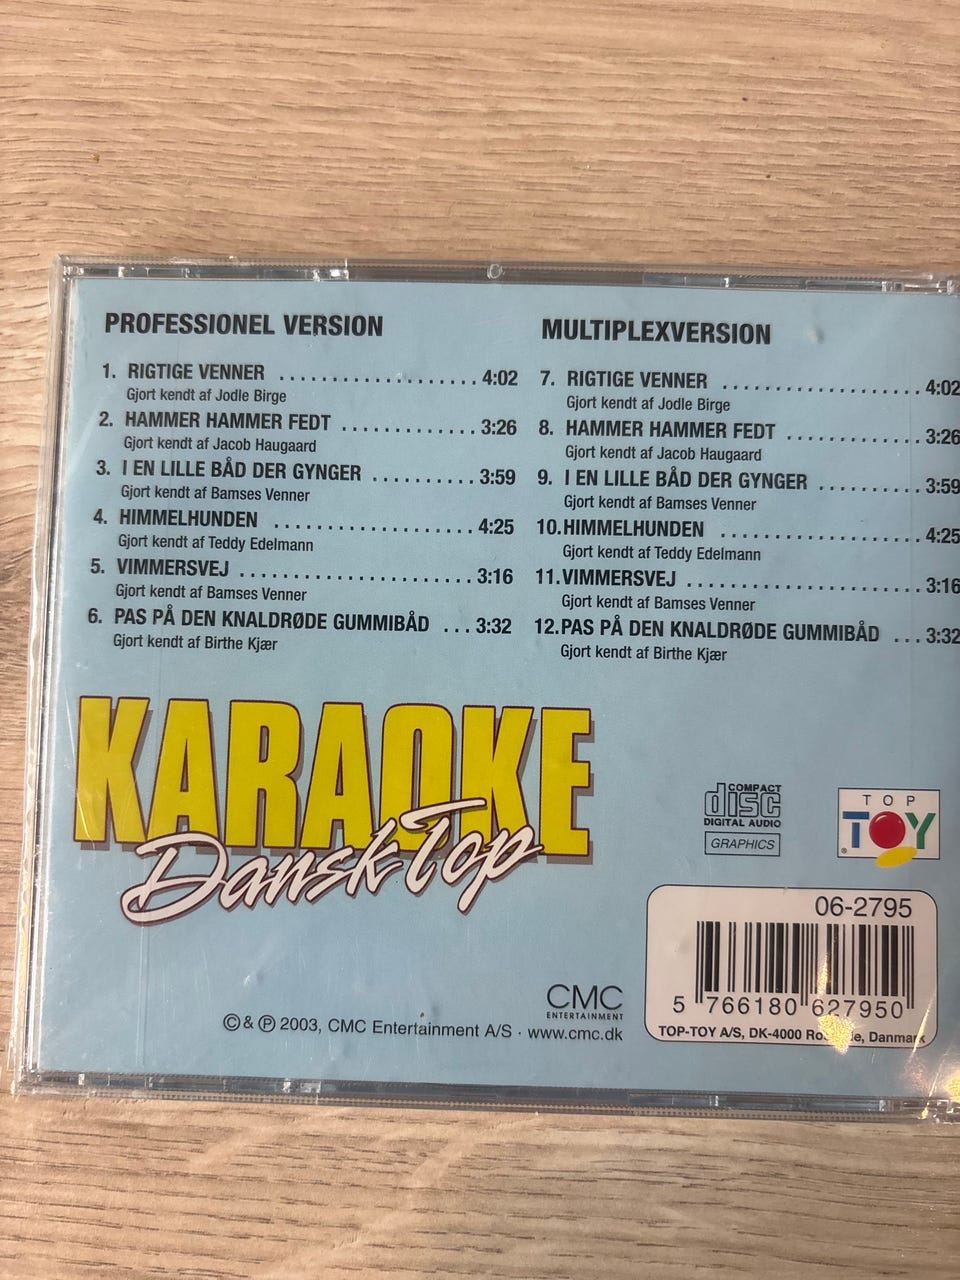 PROFESSIONEL VERSION
1. RIGTIGE VENNER ................... 4:02
Gjort kendt af Jodle Birge
2. HAMMER HAMMER FEDT ............. 3:26
Gjort kendt af Jacob Haugaard
3. I EN LILLE BÅD DER GYNGER .......... 3:59
Gjort kendt af Bamses Venner
4. HIMMELHUNDEN .................... 4:25
Gjort kendt af Teddy Edelmann
5. VIMMERSVEJ ....................... 3:16
Gjort kendt af Bamses Venner
6. PAS PÅ DEN KNALDRØDE GUMMIBÅD ... 3:32
Gjort kendt af Birthe Kjær
MULTIPLEXVERSION
7. RIGTIGE VENNER ................... 4:02
Gjort kendt af Jodle Birge
8. HAMMER HAMMER FEDT ............. 3:26
Gjort kendt af Jacob Haugaard
9. I EN LILLE BÅD DER GYNGER .......... 3:59
Gjort kendt af Bamses Venner
10. HIMMELHUNDEN .................... 4:25
Gjort kendt af Teddy Edelmann
11. VIMMERSVEJ ....................... 3:16
Gjort kendt af Bamses Venner
12. PAS PÅ DEN KNALDRØDE GUMMIBÅD ... 3:32
Gjort kendt af Birthe Kjær
KARAOKE
Dansk Top
COMPACT
disc
DIGITAL AUDIO
GRAPHICS
TOP
TOY
®
06-2795
5 766180 627950
TOP-TOY A/S, DK-4000 Danmark
CMC
ENTERTAINMENT
©&℗ 2003, CMC Entertainment A/S · www.cmc.dk